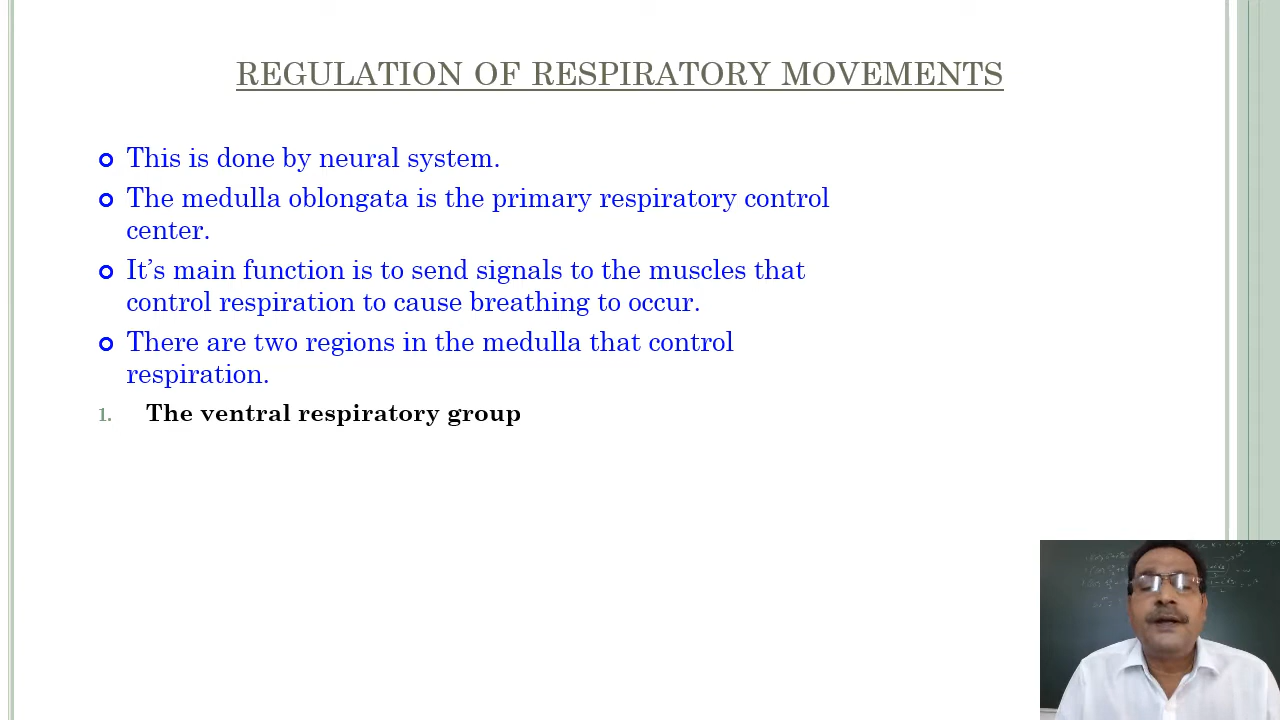 REGULATION OF RESPIRATORY MOVEMENTS
This is done by neural system.
The medulla oblongata is the primary respiratory control
center.
It’s main function is to send signals to the muscles that
control respiration to cause breathing to occur.
There are two regions in the medulla that control
respiration.
1. The ventral respiratory group